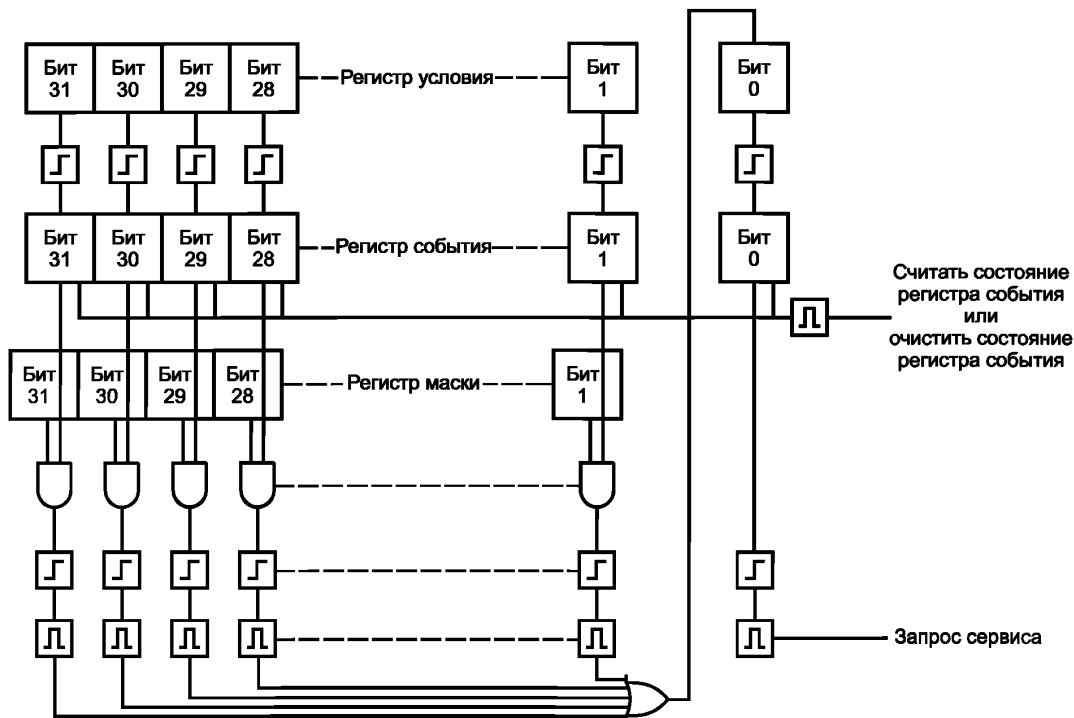 Бит 31 Бит 30 Бит 29 Бит 28 Регистр условия Бит 1 Бит 0
Бит 31 Бит 30 Бит 29 Бит 28 Регистр события Бит 1 Бит 0
Считать состояние
регистра события
или
очистить состояние
регистра события
Бит 31 Бит 30 Бит 29 Бит 28 Регистр маски Бит 1
Запрос сервиса